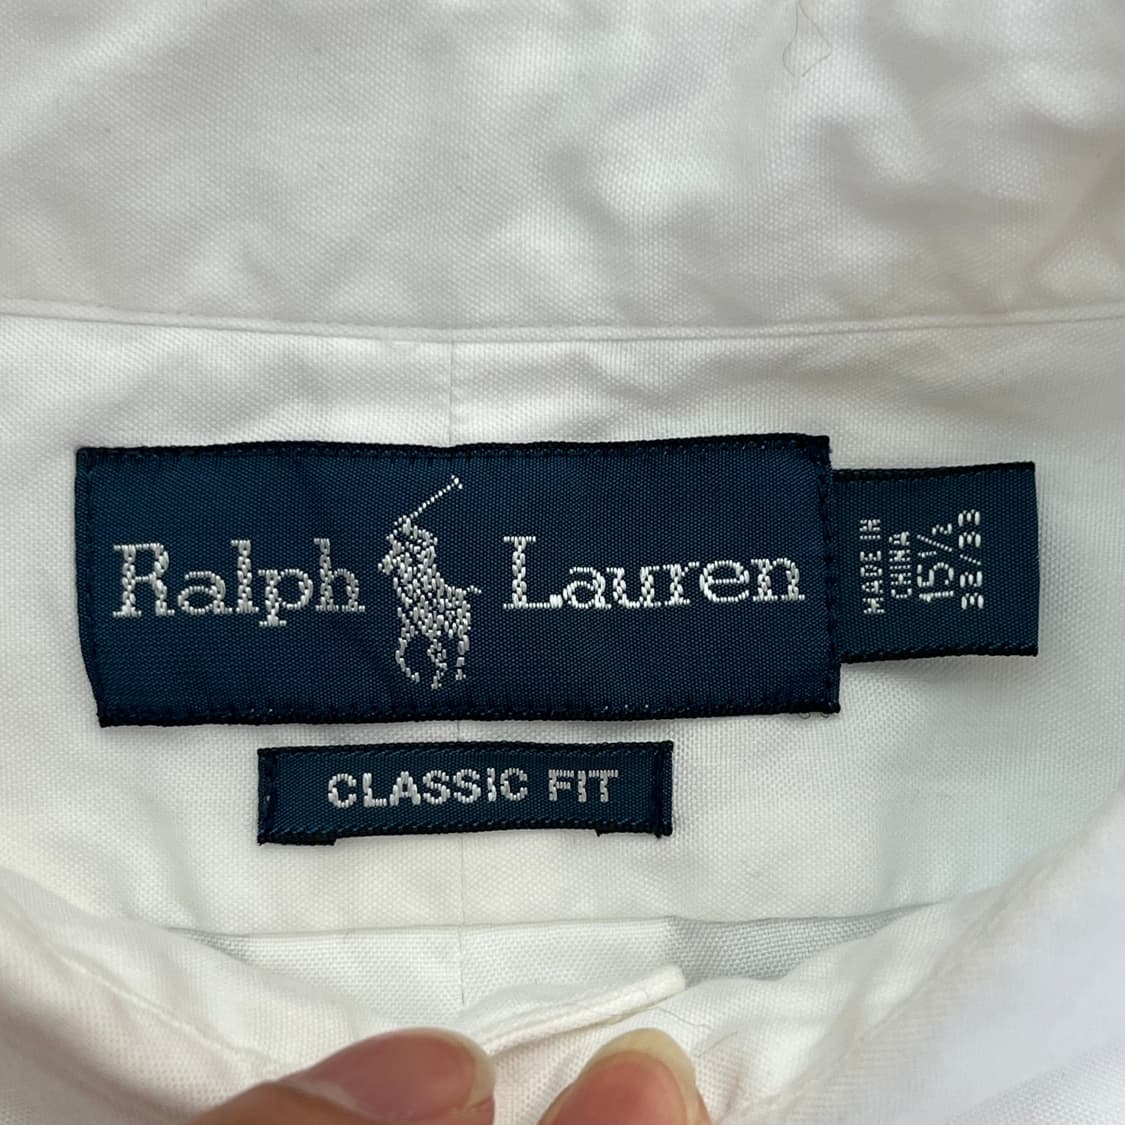 Ralph Lauren
MADE IN
CHINA
15½
32/33
CLASSIC FIT